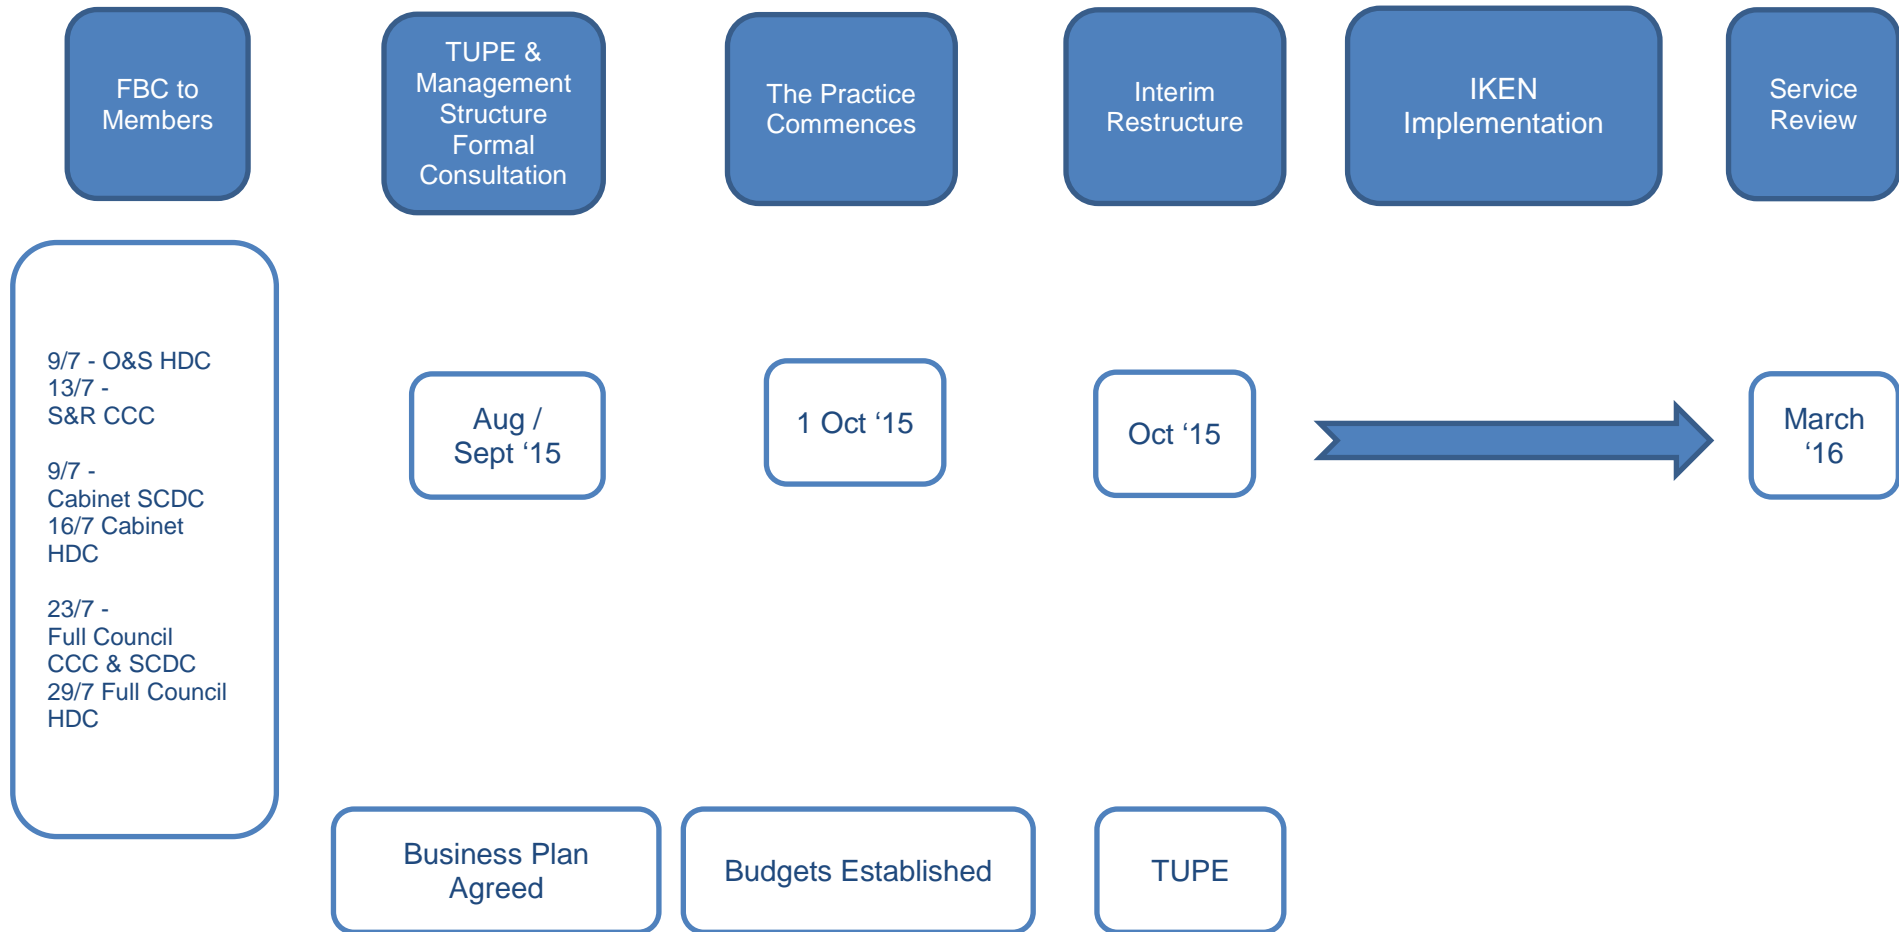 FBC to
Members
TUPE &
Management
Structure
Formal
Consultation
The Practice
Commences
Interim
Restructure
IKEN
Implementation
Service
Review
9/7 - O&S HDC
13/7 -
S&R CCC
9/7 -
Cabinet SCDC
16/7 Cabinet
HDC
23/7 -
Full Council
CCC & SCDC
29/7 Full Council
HDC
Aug /
Sept ‘15
1 Oct ‘15
Oct ‘15
March
‘16
Business Plan
Agreed
Budgets Established
TUPE